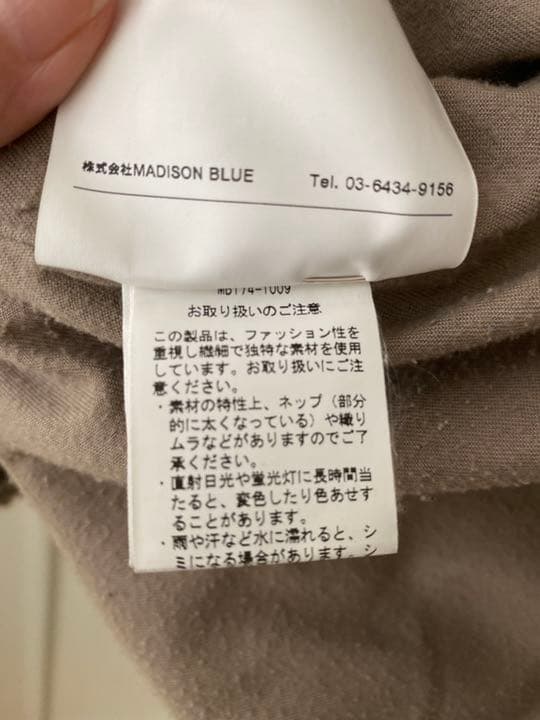 株式会社MADISON BLUE Tel. 03-6434-9156
MB174-1009
お取り扱いのご注意
この製品は、ファッション性を
重視し繊細で独特な素材を使用
しています。お取り扱いにご注
意ください。
・素材の特性上、ネップ（部分
的に太くなっている）や織り
ムラなどがありますのでご了
承ください。
・直射日光や蛍光灯に長時間当
たると、変色したり色あせす
ることがあります。
・雨や汗など水に濡れると、シ
ミになる場合があります。シ